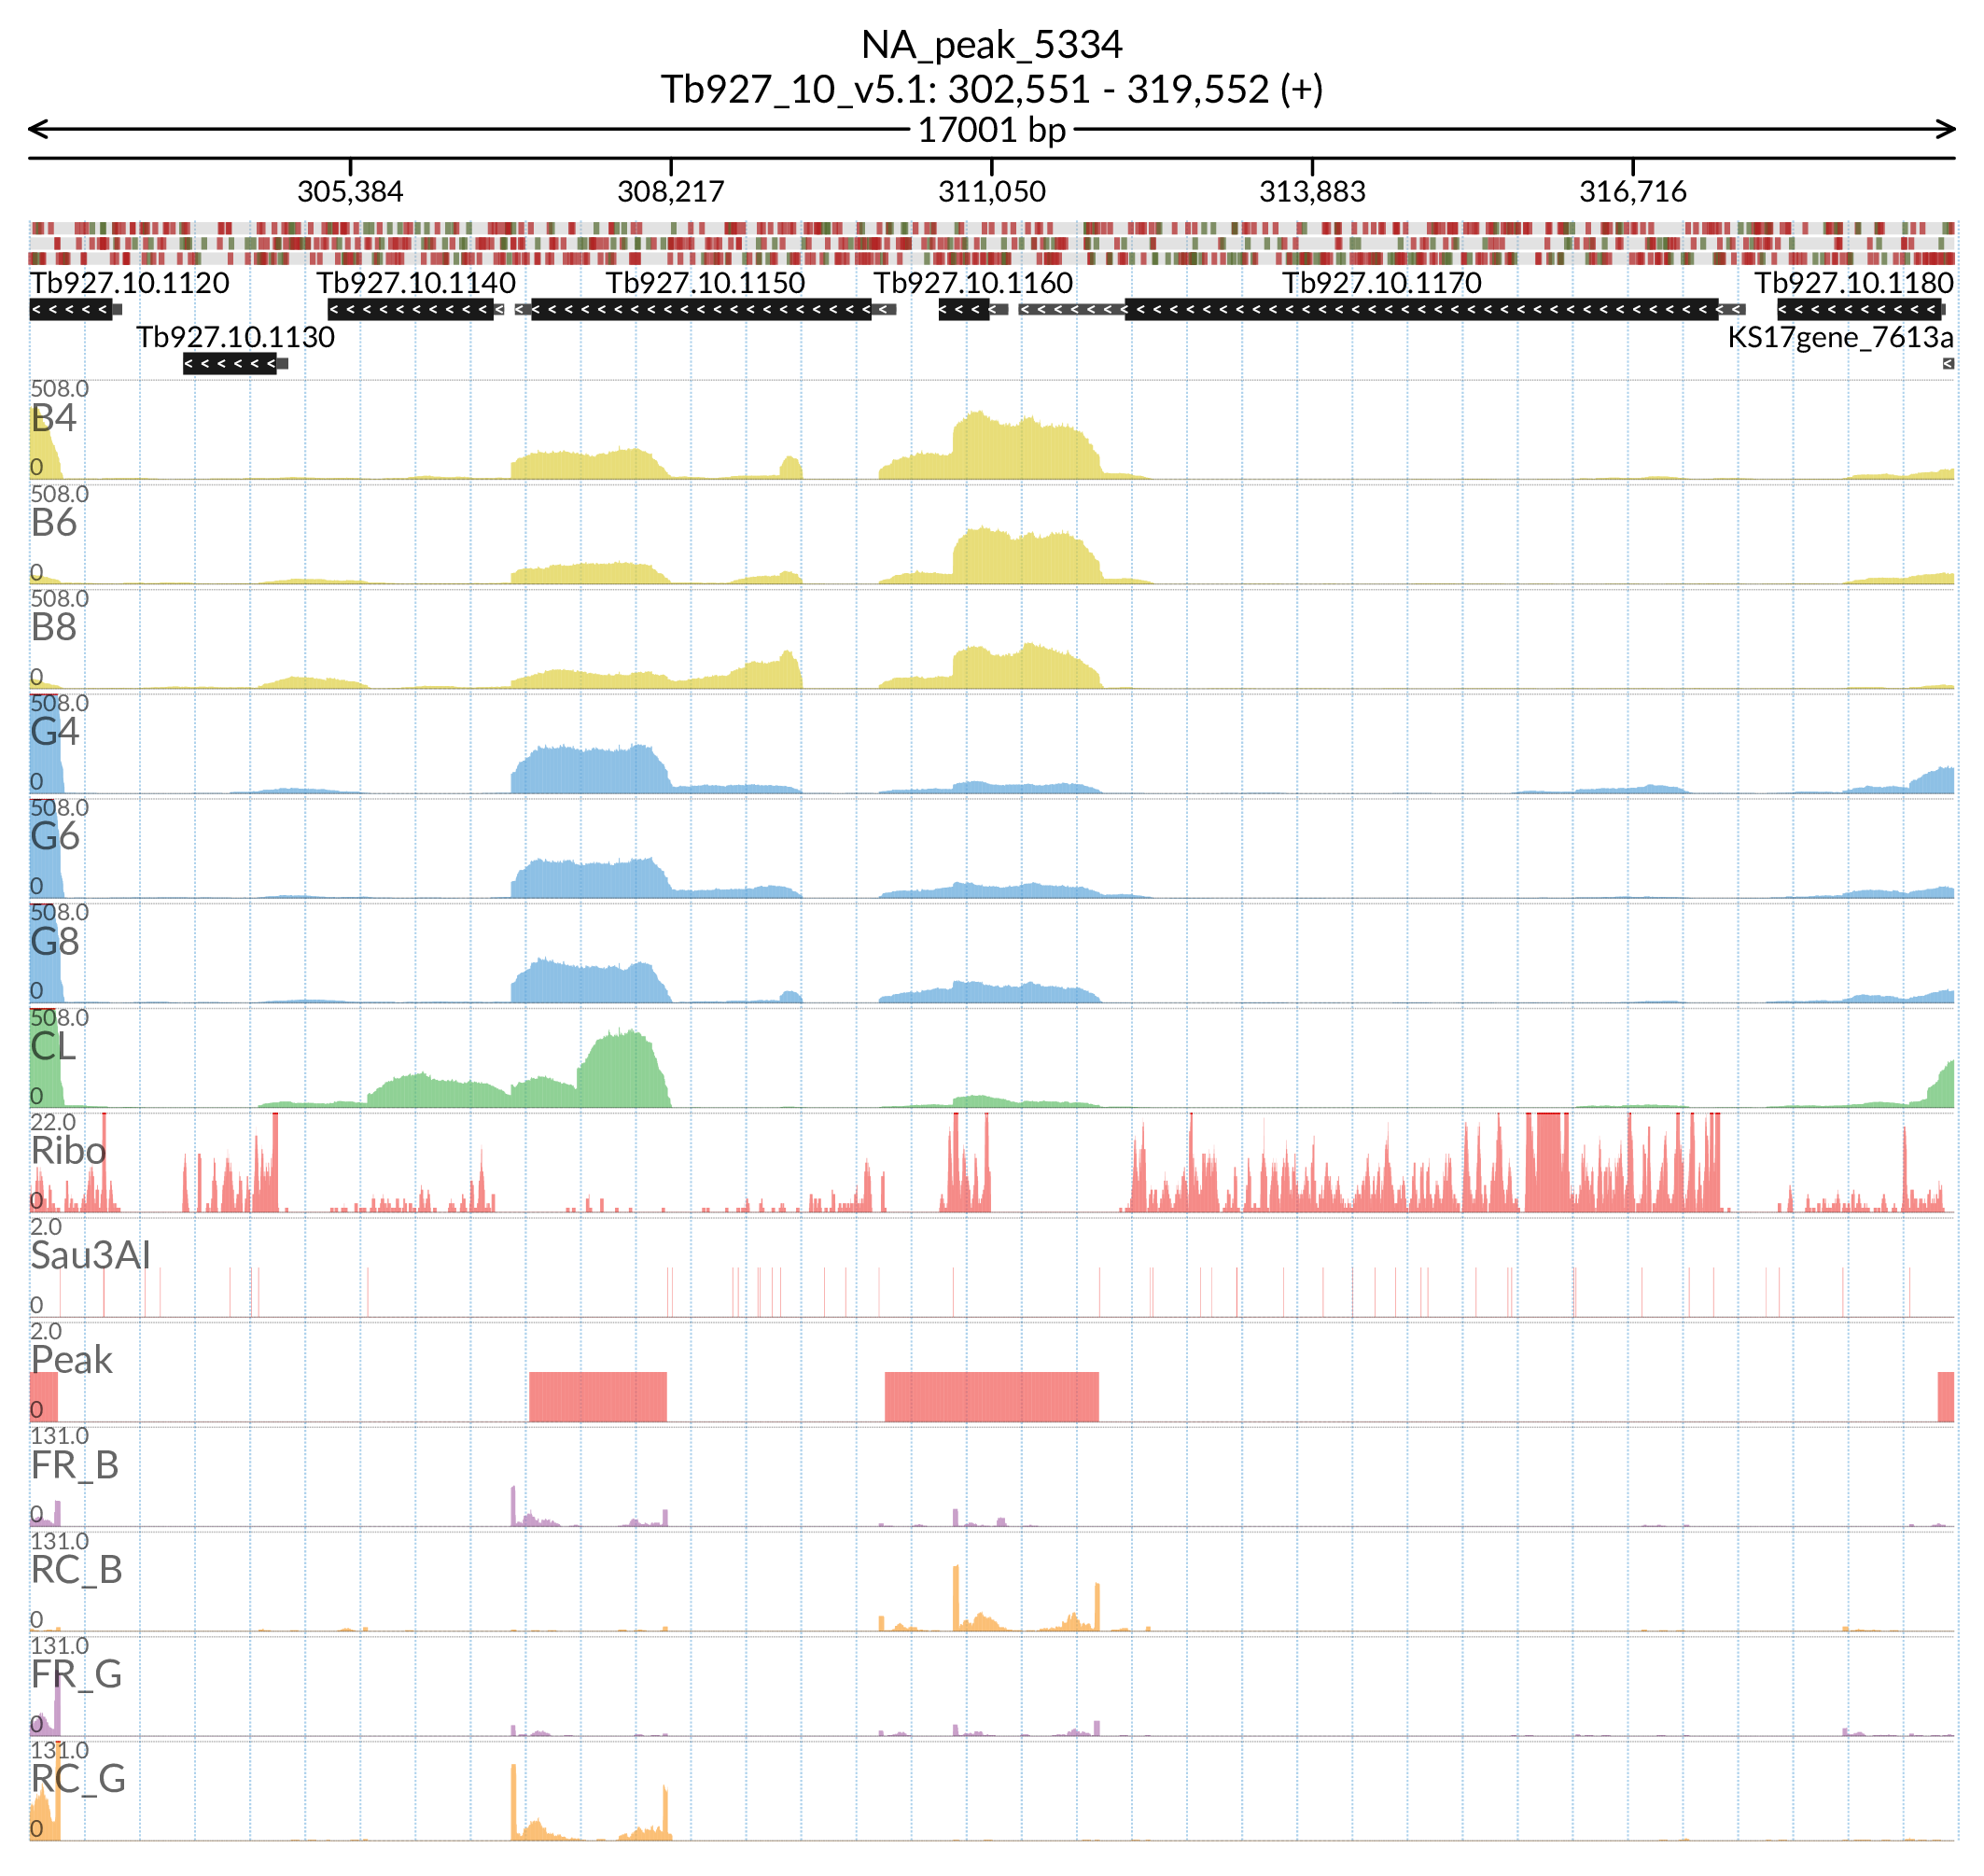 NA_peak_5334
Tb927_10_v5.1: 302,551 - 319,552 (+)
17001 bp
305,384 308,217 311,050 313,883 316,716
Tb927.10.1120 Tb927.10.1140 Tb927.10.1150 Tb927.10.1160 Tb927.10.1170 Tb927.10.1180
Tb927.10.1130 KS17gene_7613a
508.0
B4
0
508.0
B6
0
508.0
B8
0
508.0
G4
0
508.0
G6
0
508.0
G8
0
508.0
CL
0
22.0
Ribo
0
2.0
Sau3AI
0
2.0
Peak
0
131.0
FR_B
0
131.0
RC_B
0
131.0
FR_G
0
131.0
RC_G
0